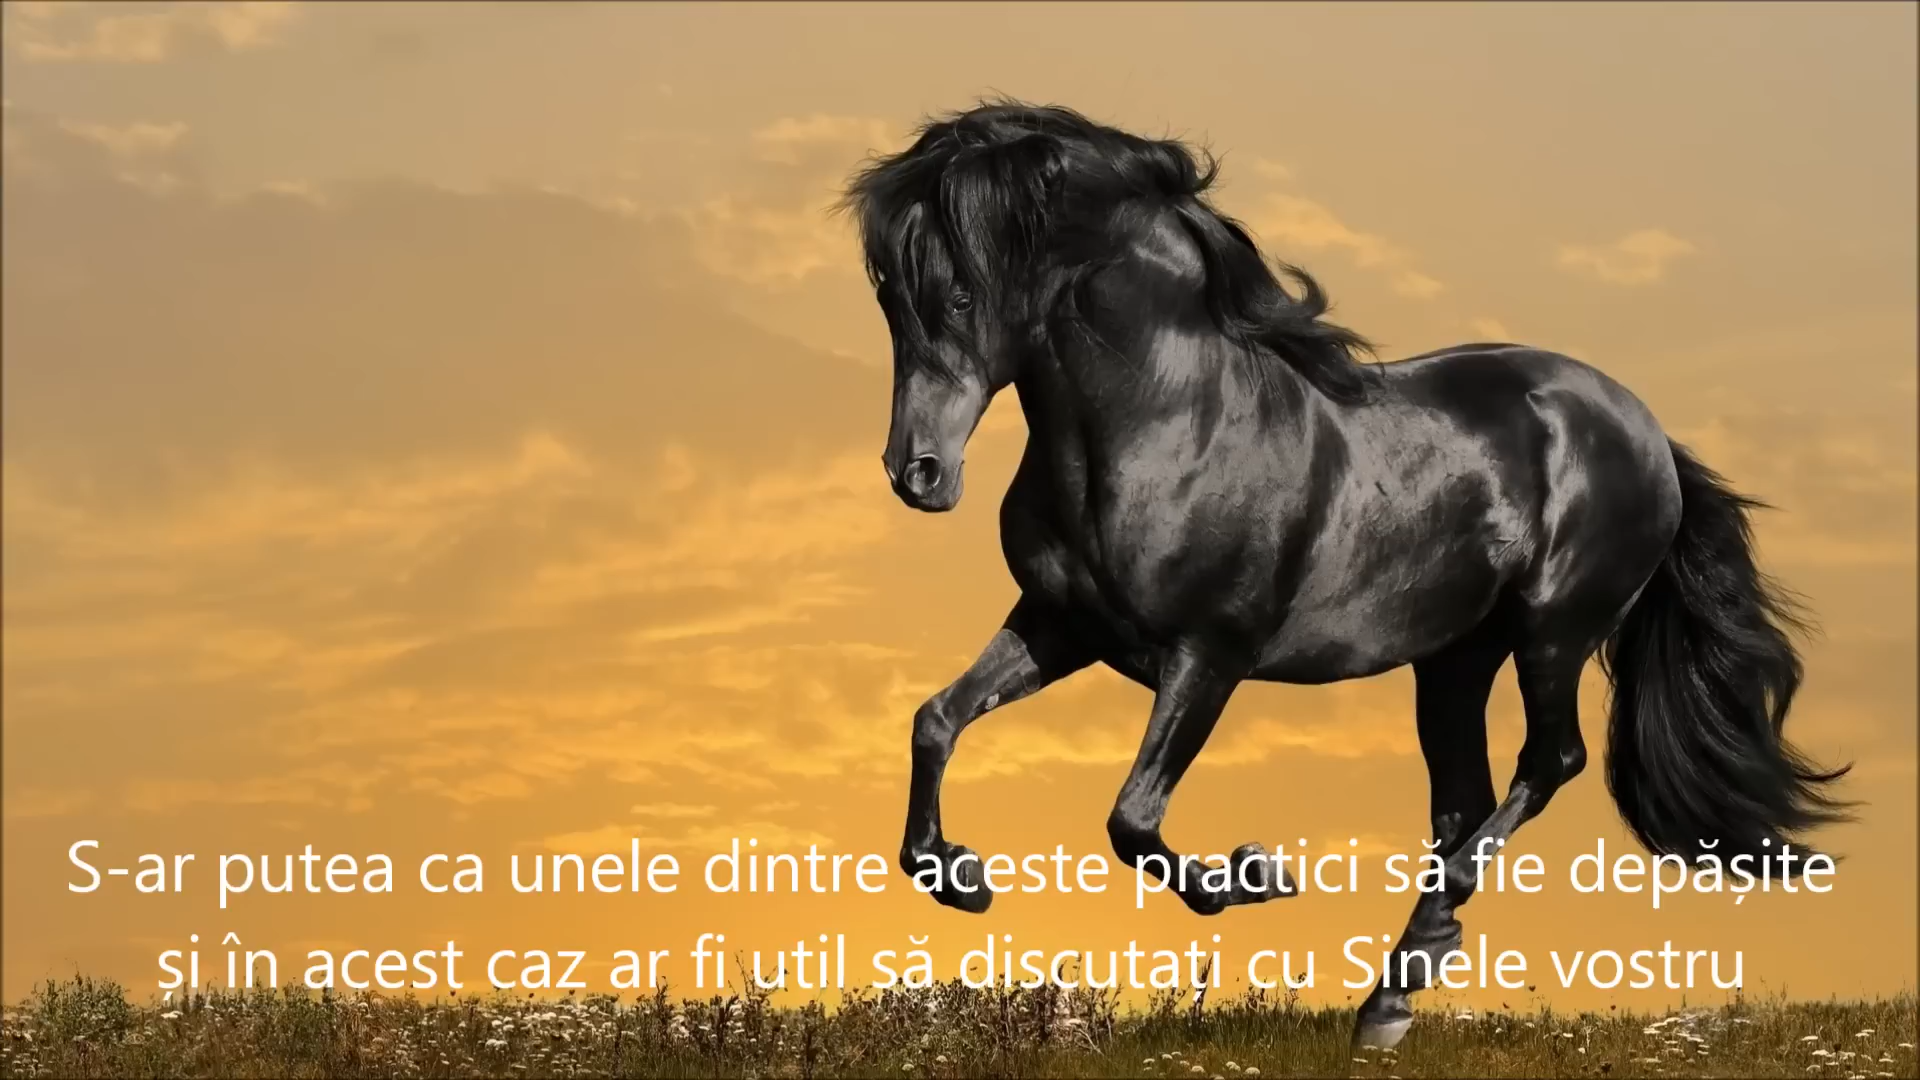 S-ar putea ca unele dintre aceste practici să fie depășite
și în acest caz ar fi util să discutați cu Sinele vostru